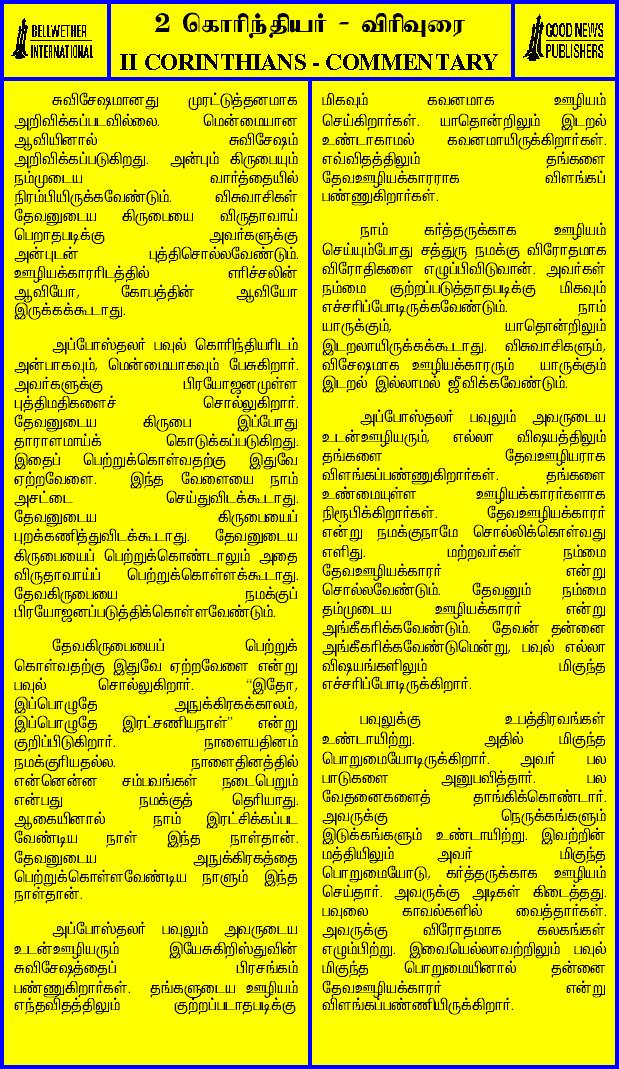 BELLWETHER
INTERNATIONAL
2 கொரிந்தியர் - விரிவுரை
II CORINTHIANS - COMMENTARY
GOOD NEWS
PUBLISHERS
சுவிசேஷமானது முரட்டுத்தனமாக
அறிவிக்கப்படவில்லை. மென்மையான
ஆவியினால் சுவிசேஷம்
அறிவிக்கப்படுகிறது. அன்பும் கிருபையும்
நம்முடைய வார்த்தையில்
நிரம்பியிருக்கவேண்டும். விசுவாசிகள்
தேவனுடைய கிருபையை விருதாவாய்
பெறாதபடிக்கு அவர்களுக்கு
அன்புடன் புத்திசொல்லவேண்டும்.
ஊழியக்காரரிடத்தில் எரிச்சலின்
ஆவியோ, கோபத்தின் ஆவியோ
இருக்கக்கூடாது.
அப்போஸ்தலர் பவுல் கொரிந்தியரிடம்
அன்பாகவும், மென்மையாகவும் பேசுகிறார்.
அவர்களுக்கு பிரயோஜனமுள்ள
புத்திமதிகளைச் சொல்லுகிறார்.
தேவனுடைய கிருபை இப்போது
தாராளமாய்க் கொடுக்கப்படுகிறது.
இதைப் பெற்றுக்கொள்வதற்கு இதுவே
ஏற்றவேளை. இந்த வேளையை நாம்
அசட்டை செய்துவிடக்கூடாது.
தேவனுடைய கிருபையைப்
புறக்கணித்துவிடக்கூடாது. தேவனுடைய
கிருபையைப் பெற்றுக்கொண்டாலும் அதை
விருதாவாய்ப் பெற்றுக்கொள்ளக்கூடாது.
தேவகிருபையை நமக்குப்
பிரயோஜனப்படுத்திக்கொள்ளவேண்டும்.
தேவகிருபையைப் பெற்றுக்
கொள்வதற்கு இதுவே ஏற்றவேளை என்று
பவுல் சொல்லுகிறார். “இதோ,
இப்பொழுதே அநுக்கிரகக்காலம்,
இப்பொழுதே இரட்சணியநாள்” என்று
குறிப்பிடுகிறார். நாளையதினம்
நமக்குரியதல்ல. நாளைதினத்தில்
என்னென்ன சம்பவங்கள் நடைபெறும்
என்பது நமக்குத் தெரியாது.
ஆகையினால் நாம் இரட்சிக்கப்பட
வேண்டிய நாள் இந்த நாள்தான்.
தேவனுடைய அநுக்கிரகத்தை
பெற்றுக்கொள்ளவேண்டிய நாளும் இந்த
நாள்தான்.
அப்போஸ்தலர் பவுலும் அவருடைய
உடன்ஊழியரும் இயேசுகிறிஸ்துவின்
சுவிசேஷத்தைப் பிரசங்கம்
பண்ணுகிறார்கள். தங்களுடைய ஊழியம்
எந்தவிதத்திலும் குற்றப்படாதபடிக்கு
மிகவும் கவனமாக ஊழியம்
செய்கிறார்கள். யாதொன்றிலும் இடறல்
உண்டாகாமல் கவனமாயிருக்கிறார்கள்.
எவ்விதத்திலும் தங்களை
தேவஊழியக்காரராக விளங்கப்
பண்ணுகிறார்கள்.
நாம் கர்த்தருக்காக ஊழியம்
செய்யும்போது சத்துரு நமக்கு விரோதமாக
விரோதிகளை எழுப்பிவிடுவான். அவர்கள்
நம்மை குற்றப்படுத்தாதபடிக்கு மிகவும்
எச்சரிப்போடிருக்கவேண்டும். நாம்
யாருக்கும், யாதொன்றிலும்
இடறலாயிருக்கக்கூடாது. விசுவாசிகளும்,
விசேஷமாக ஊழியக்காரரும் யாருக்கும்
இடறல் இல்லாமல் ஜீவிக்கவேண்டும்.
அப்போஸ்தலர் பவுலும் அவருடைய
உடன்ஊழியரும், எல்லா விஷயத்திலும்
தங்களை தேவஊழியராக
விளங்கப்பண்ணுகிறார்கள். தங்களை
உண்மையுள்ள ஊழியக்காரர்களாக
நிரூபிக்கிறார்கள். தேவஊழியக்காரர்
என்று நமக்குநாமே சொல்லிக்கொள்வது
எளிது. மற்றவர்கள் நம்மை
தேவஊழியக்காரர் என்று
சொல்லவேண்டும். தேவனும் நம்மை
தம்முடைய ஊழியக்காரர் என்று
அங்கீகரிக்கவேண்டும். தேவன் தன்னை
அங்கீகரிக்கவேண்டுமென்று, பவுல் எல்லா
விஷயங்களிலும் மிகுந்த
எச்சரிப்போடிருக்கிறார்.
பவுலுக்கு உபத்திரவங்கள்
உண்டாயிற்று. அதில் மிகுந்த
பொறுமையோடிருக்கிறார். அவர் பல
பாடுகளை அனுபவித்தார். பல
வேதனைகளைத் தாங்கிக்கொண்டார்.
அவருக்கு நெருக்கங்களும்
இடுக்கங்களும் உண்டாயிற்று. இவற்றின்
மத்தியிலும் அவர் மிகுந்த
பொறுமையோடு, கர்த்தருக்காக ஊழியம்
செய்தார். அவருக்கு அடிகள் கிடைத்தது.
பவுலை காவல்களில் வைத்தார்கள்.
அவருக்கு விரோதமாக கலகங்கள்
எழும்பிற்று. இவையெல்லாவற்றிலும் பவுல்
மிகுந்த பொறுமையினால் தன்னை
தேவஊழியக்காரர் என்று
விளங்கப்பண்ணியிருக்கிறார்.